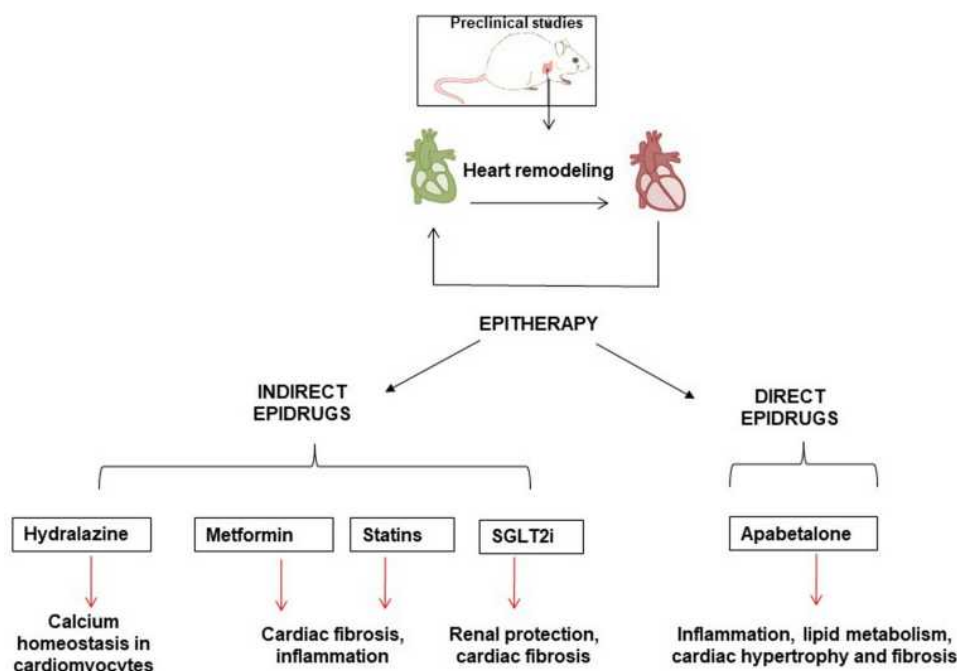 Preclinical studies
Heart remodeling
EPITHERAPY
INDIRECT
EPIDRUGS
DIRECT
EPIDRUGS
Hydralazine
Metformin
Statins
SGLT2i
Apabetalone
Calcium
homeostasis in
cardiomyocytes
Cardiac fibrosis,
inflammation
Renal protection,
cardiac fibrosis
Inflammation, lipid metabolism,
cardiac hypertrophy and fibrosis